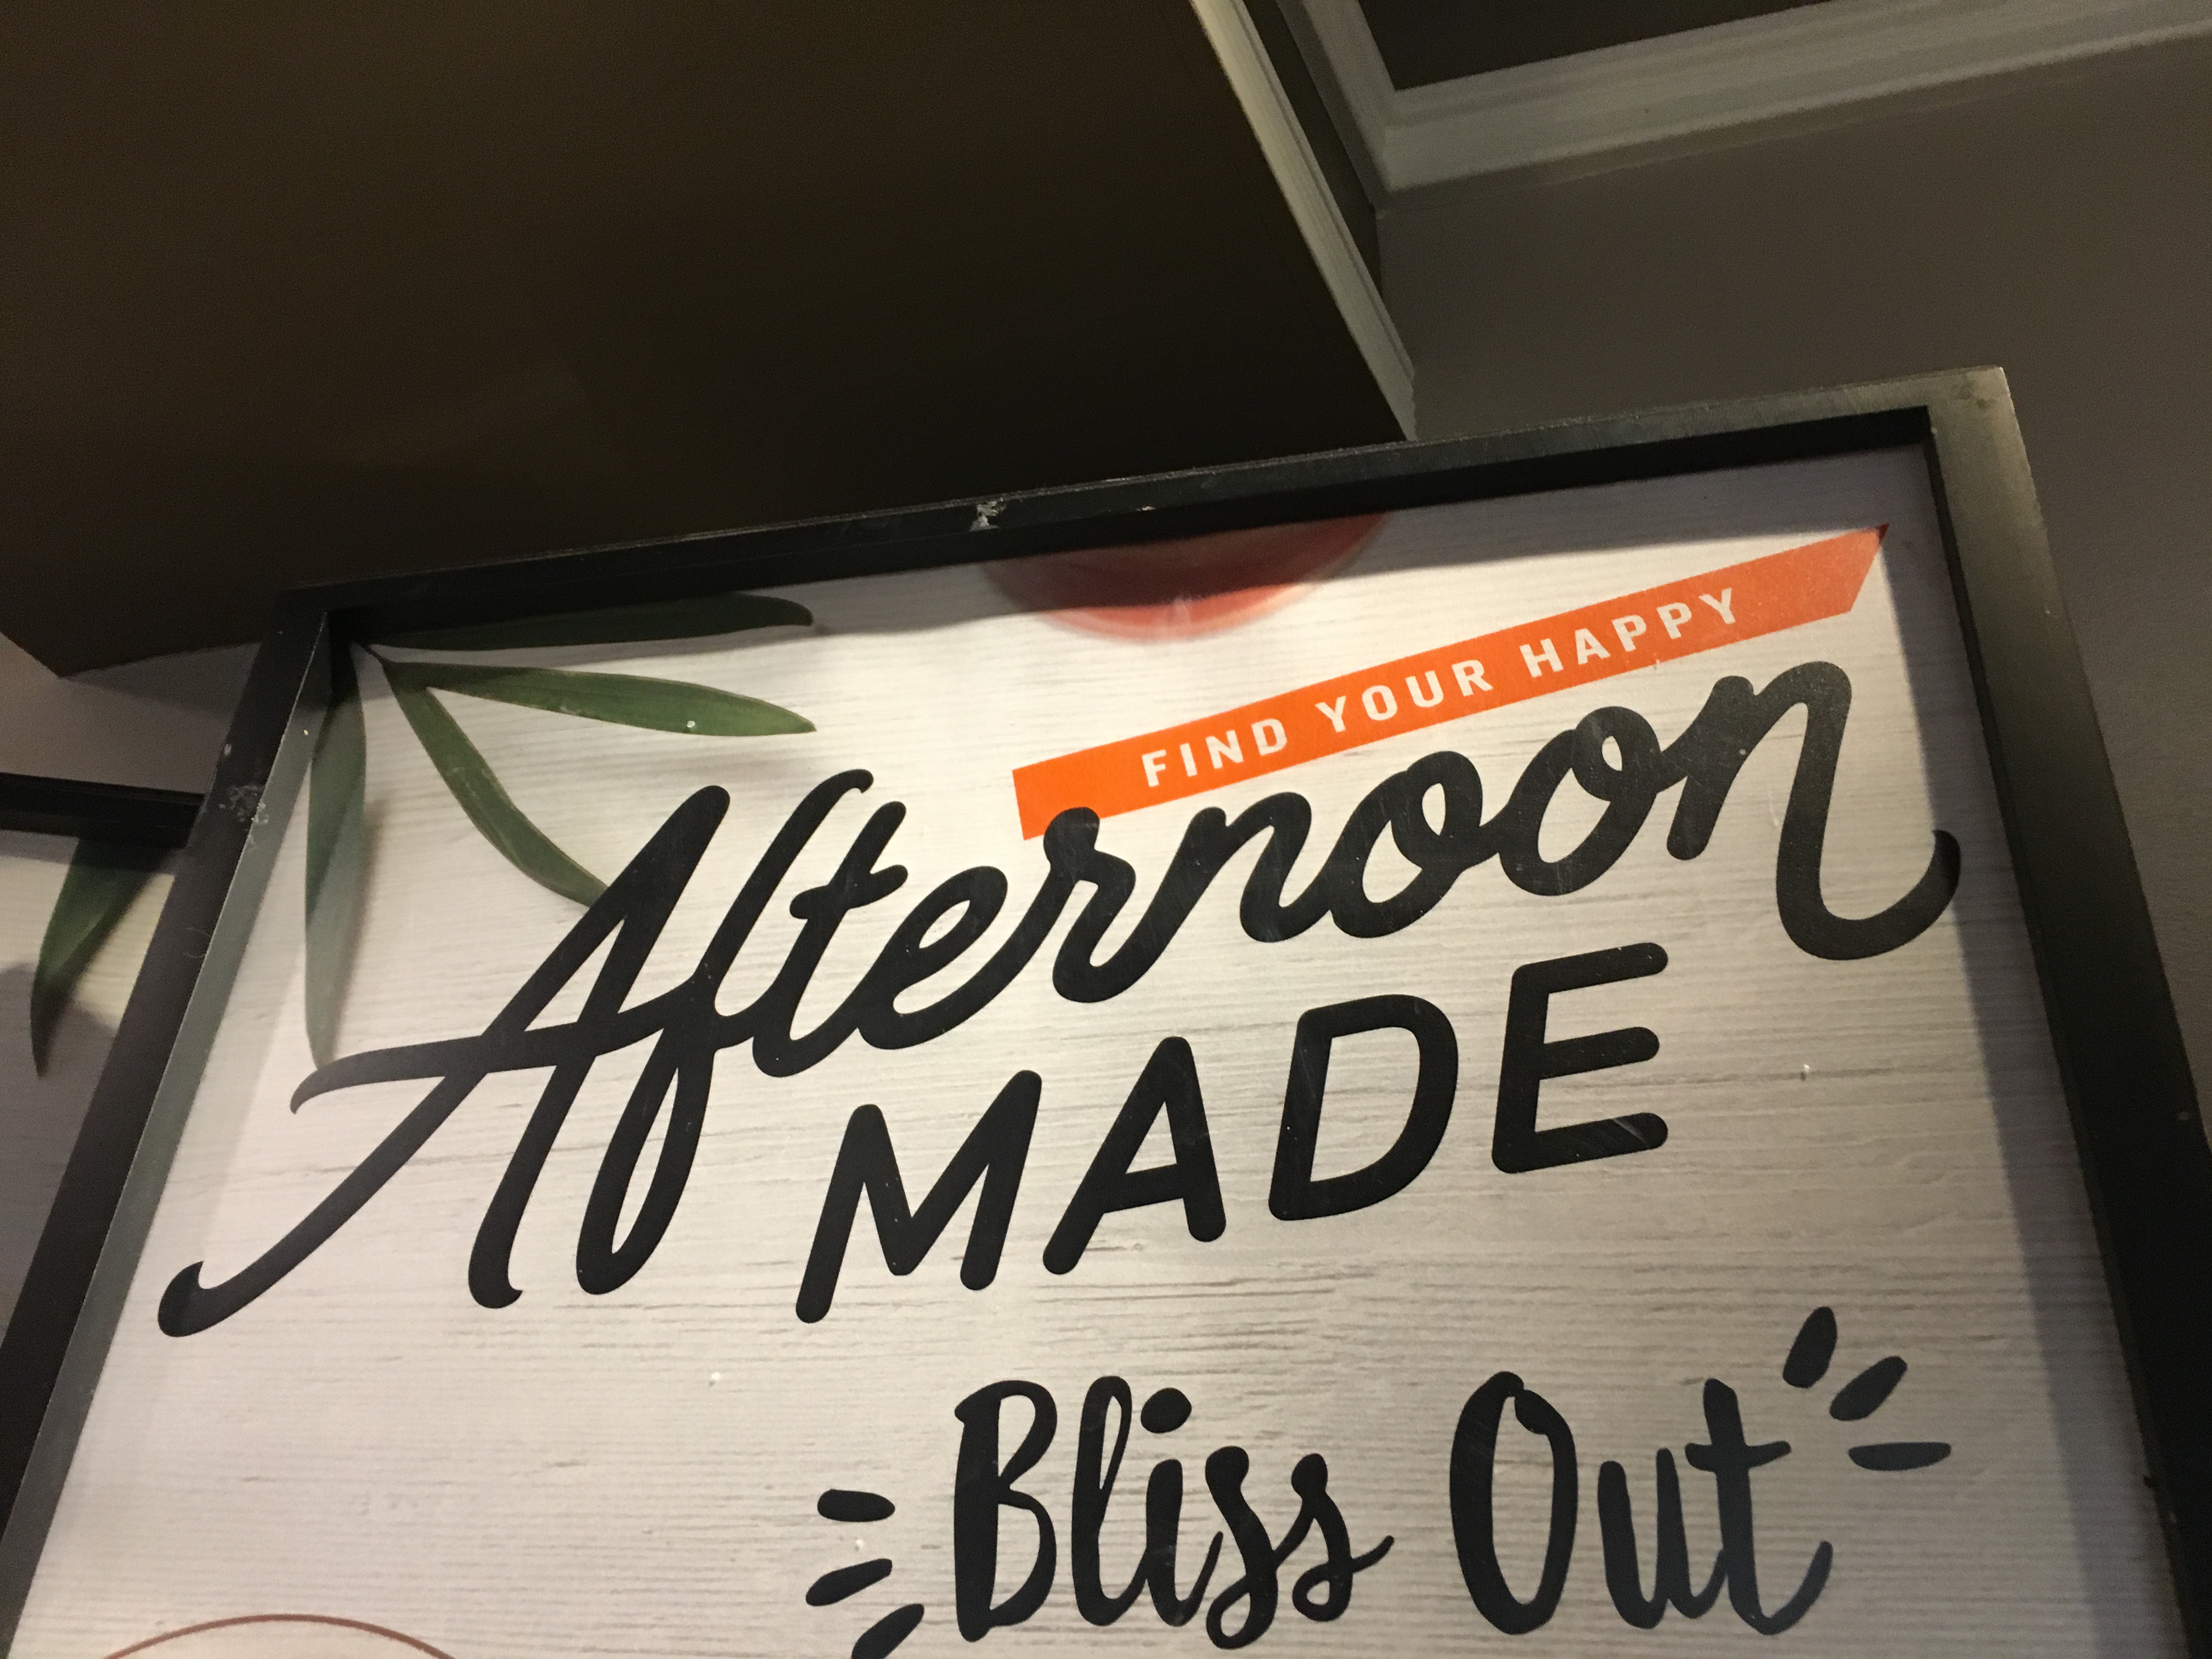 FIND YOUR HAPPY
Afternoon
MADE
Bliss Out